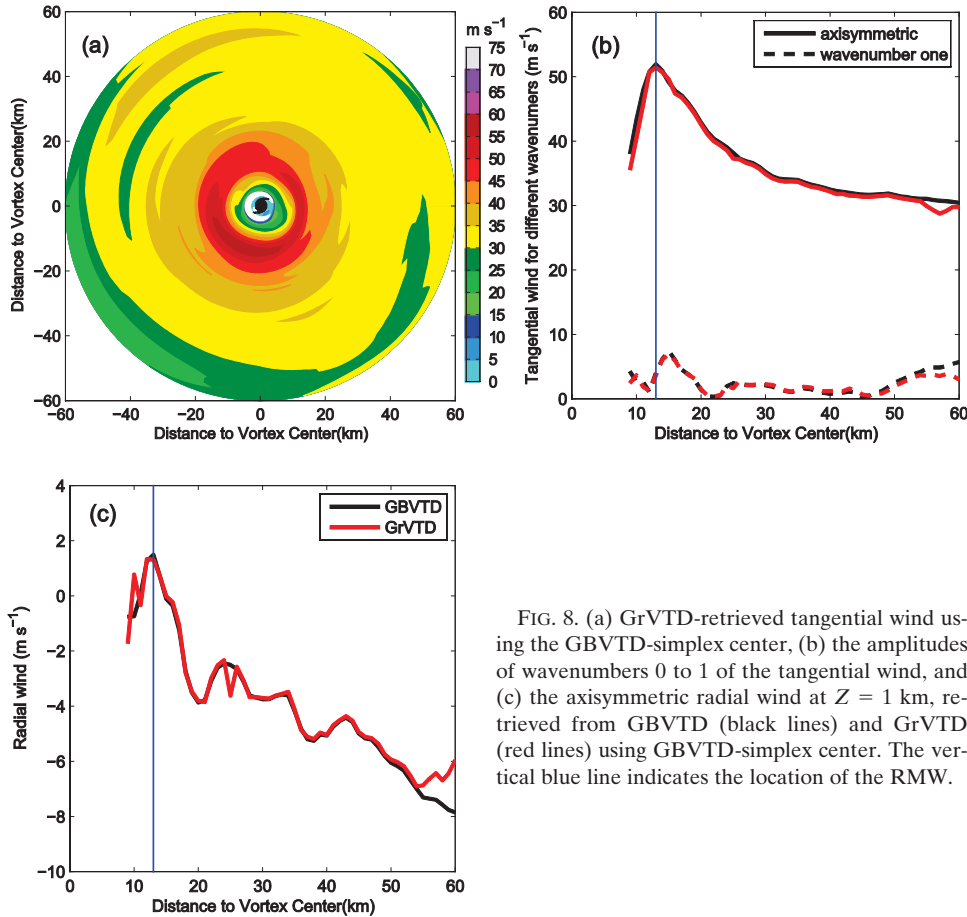 (a)
m s⁻¹
75
70
65
60
55
50
45
40
35
30
25
20
15
10
5
0
60
40
20
0
−20
−40
−60
Distance to Vortex Center(km)
−60 −40 −20 0 20 40 60
Distance to Vortex Center(km)
(b)
axisymmetric
wavenumber one
60
50
40
30
20
10
0
Tangential wind for different wavenumers (m s⁻¹)
0 10 20 30 40 50 60
Distance to Vortex Center(km)
(c)
GBVTD
GrVTD
4
2
0
−2
−4
−6
−8
−10
Radial wind (m s⁻¹)
0 10 20 30 40 50 60
Distance to Vortex Center(km)
FIG. 8. (a) GrVTD-retrieved tangential wind us-
ing the GBVTD-simplex center, (b) the amplitudes
of wavenumbers 0 to 1 of the tangential wind, and
(c) the axisymmetric radial wind at Z = 1 km, re-
trieved from GBVTD (black lines) and GrVTD
(red lines) using GBVTD-simplex center. The ver-
tical blue line indicates the location of the RMW.